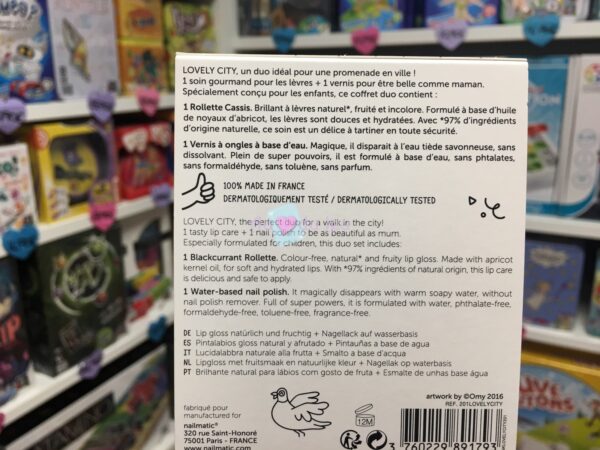 LOVELY CITY, un duo idéal pour une promenade en ville !
1 soin gourmand pour les lèvres + 1 vernis pour être belle comme maman.
Spécialement conçu pour les enfants, ce coffret duo contient :
1 Rollette Cassis. Brillant à lèvres naturel*, fruité et incolore. Formulé à base d'huile
de noyaux d'abricot, les lèvres sont douces et hydratées. Avec *97% d'ingrédients
d'origine naturelle, ce soin est un délice à tartiner en toute sécurité.
1 Vernis à ongles à base d'eau. Magique, il disparait à l'eau tiède savonneuse, sans
dissolvant. Plein de super pouvoirs, il est formulé à base d'eau, sans phtalates,
sans formaldéhyde, sans toluène, sans parfum.
100% MADE IN FRANCE
DERMATOLOGIQUEMENT TESTÉ / DERMATOLOGICALLY TESTED
LOVELY CITY, the perfect duo for a walk in the city!
1 tasty lip care + 1 nail polish to be as beautiful as mum.
Especially formulated for children, this duo set includes:
1 Blackcurrant Rollette. Colour-free, natural* and fruity lip gloss. Made with apricot
kernel oil, for soft and hydrated lips. With *97% ingredients of natural origin, this lip care
is delicious and safe to apply.
1 Water-based nail polish. It magically disappears with warm soapy water, without
nail polish remover. Full of super powers, it is formulated with water, phthalate-free,
formaldehyde-free, toluene-free, fragrance-free.
DE Lip gloss natürlich und fruchtig + Nagellack auf wasserbasis
ES Pintalabios gloss natural y afrutado + Pintauñas a base de agua
IT Lucidalabbra naturale alla frutta + Smalto a base d'acqua
NL Lipgloss met fruitsmaak en natuurlijke kleur + Nagellak op waterbasis
PT Brilhante natural para lábios com gosto de fruta + Esmalte de unhas base água
artwork by ©Omy 2016
REF. 201LOVELYCITY
fabriqué pour
manufactured for
nailmatic®
320 rue Saint-Honoré
75001 Paris - FRANCE
www.nailmatic.com
12M
3 760229 891793